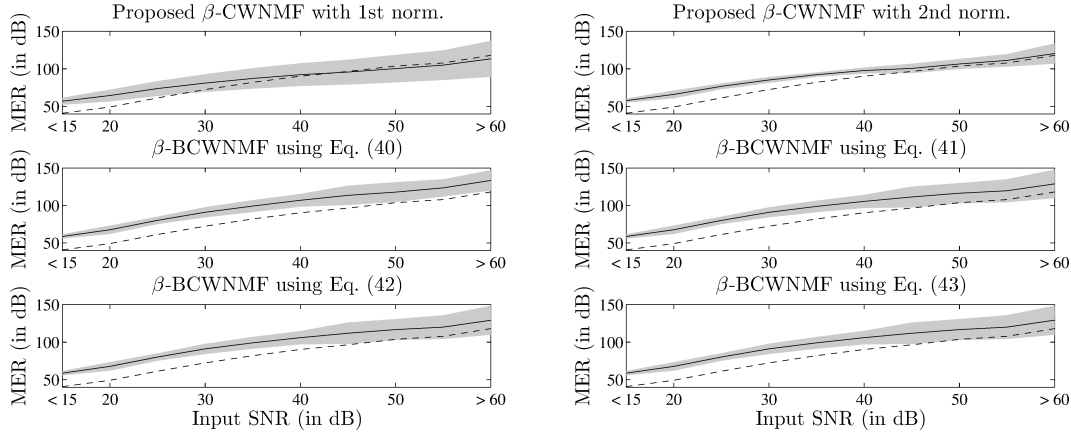 Proposed β-CWNMF with 1st norm.
MER (in dB)
150
100
50
< 15 20 30 40 50 > 60
Proposed β-CWNMF with 2nd norm.
MER (in dB)
150
100
50
< 15 20 30 40 50 > 60
β-BCWNMF using Eq. (40)
MER (in dB)
150
100
50
< 15 20 30 40 50 > 60
β-BCWNMF using Eq. (41)
MER (in dB)
150
100
50
< 15 20 30 40 50 > 60
β-BCWNMF using Eq. (42)
MER (in dB)
150
100
50
< 15 20 30 40 50 > 60
Input SNR (in dB)
β-BCWNMF using Eq. (43)
MER (in dB)
150
100
50
< 15 20 30 40 50 > 60
Input SNR (in dB)